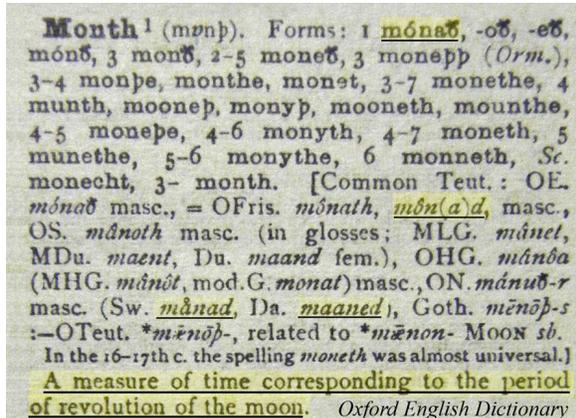 Month¹ (mɒnþ). Forms: 1 mónað, -oð, -eð,
mónð, 3 monð, 2-5 moneð, 3 moneþþ (Orm.),
3-4 monþe, monthe, monet, 3-7 monethe, 4
munth, mooneþ, monyþ, mooneth, mounthe,
4-5 moneþe, 4-6 monyth, 4-7 moneth, 5
munethe, 5-6 monythe, 6 monneth, Sc.
monecht, 3- month. [Common Teut.: OE.
mónað masc., = OFris. mônath, môn(a)d, masc.,
OS. mânoth masc. (in glosses; MLG. mânet,
MDu. maent, Du. maand fem.), OHG. mânôa
(MHG. mânôt, mod.G. monat) masc., ON. mánuð-r
masc. (Sw. månad, Da. maaned), Goth. mēnōþ-s
:—OTeut. *mǣnōþ-, related to *mǣnon- MOON sb.
In the 16-17th c. the spelling moneth was almost universal.]
A measure of time corresponding to the period
of revolution of the moon. Oxford English Dictionary